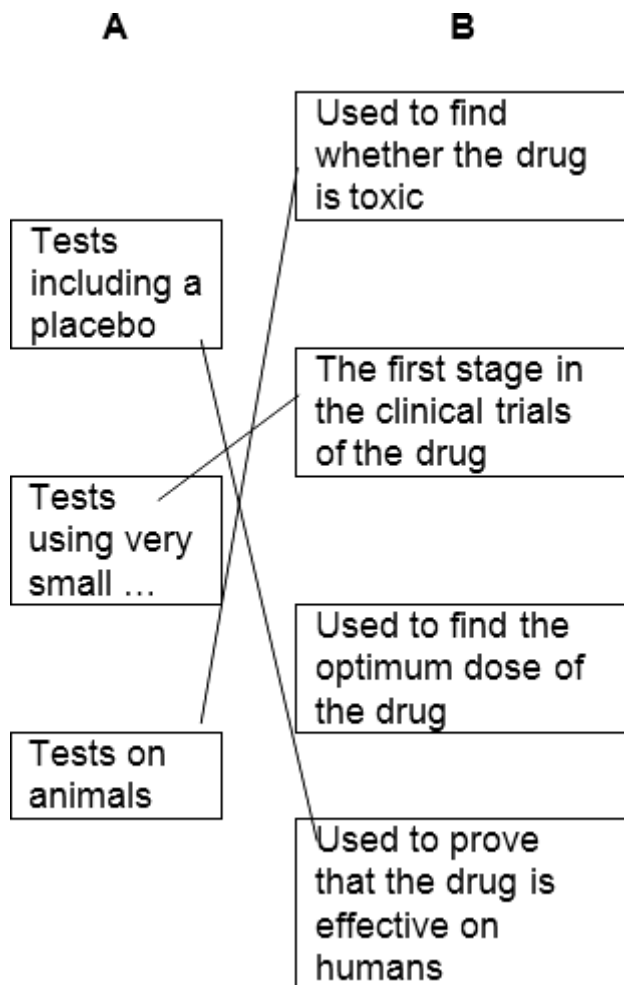 A
B
Tests
including a
placebo
Tests
using very
small ...
Tests on
animals
Used to find
whether the drug
is toxic
The first stage in
the clinical trials
of the drug
Used to find the
optimum dose of
the drug
Used to prove
that the drug is
effective on
humans